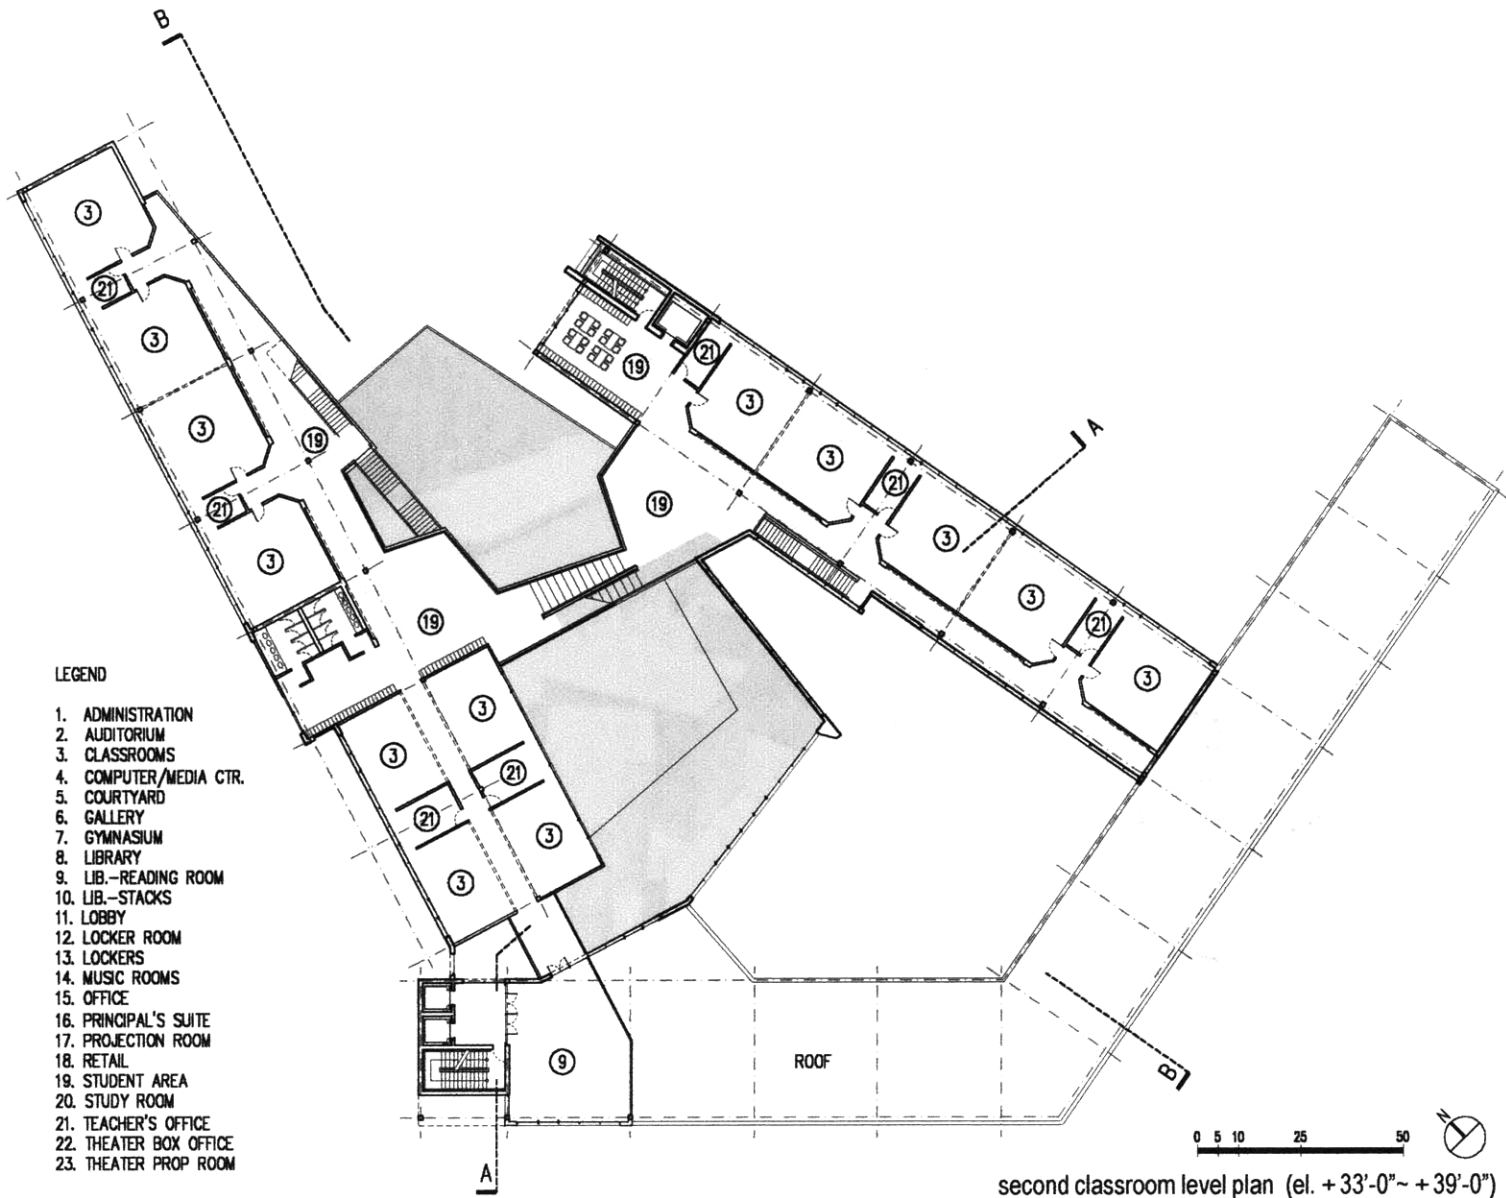 B
3
21
3
3
19
21
3
19
21
3
3
21
A
3
19
19
3
21
3
3
3
21
3
21
3
3
LEGEND
1. ADMINISTRATION
2. AUDITORIUM
3. CLASSROOMS
4. COMPUTER/MEDIA CTR.
5. COURTYARD
6. GALLERY
7. GYMNASIUM
8. LIBRARY
9. LIB.-READING ROOM
10. LIB.-STACKS
11. LOBBY
12. LOCKER ROOM
13. LOCKERS
14. MUSIC ROOMS
15. OFFICE
16. PRINCIPAL'S SUITE
17. PROJECTION ROOM
18. RETAIL
19. STUDENT AREA
20. STUDY ROOM
21. TEACHER'S OFFICE
22. THEATER BOX OFFICE
23. THEATER PROP ROOM
9
ROOF
B
A
N
0 5 10 25 50
second classroom level plan (el. + 33'-0"~ + 39'-0")